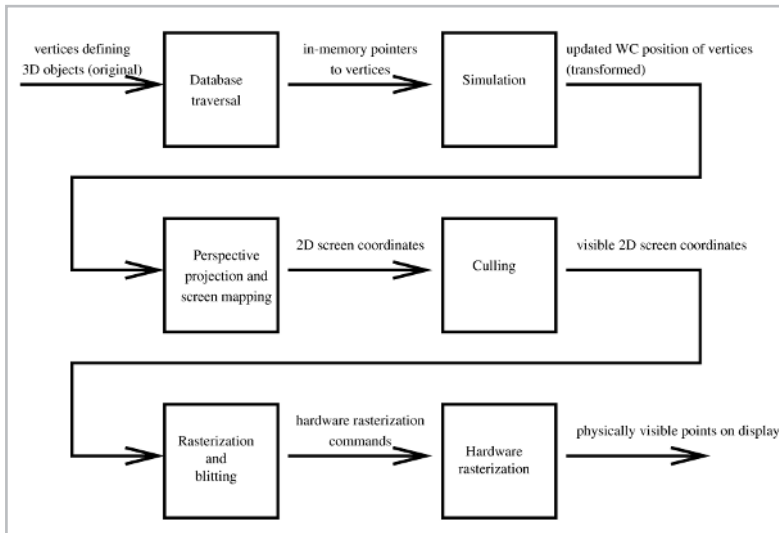 vertices defining
3D objects (original)
Database
traversal
in-memory pointers
to vertices
Simulation
updated WC position of vertices
(transformed)
Perspective
projection and
screen mapping
2D screen coordinates
Culling
visible 2D screen coordinates
Rasterization
and
blitting
hardware rasterization
commands
Hardware
rasterization
physically visible points on display